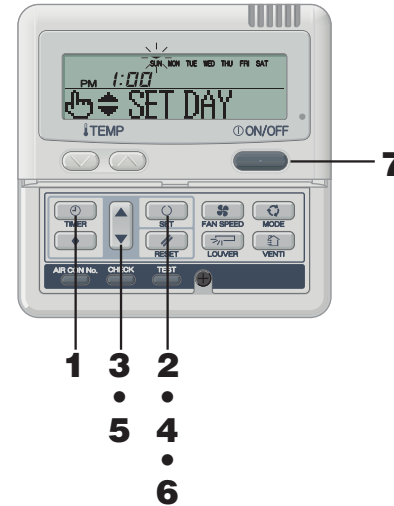 SUN MON TUE WED THU FRI SAT
PM 1:00
SET DAY
TEMP ON/OFF
7
TIMER SET FAN SPEED MODE
RESET LOUVER VENTI
AIR CON No. CHECK TEST
1 3 2
• •
5 4
•
6